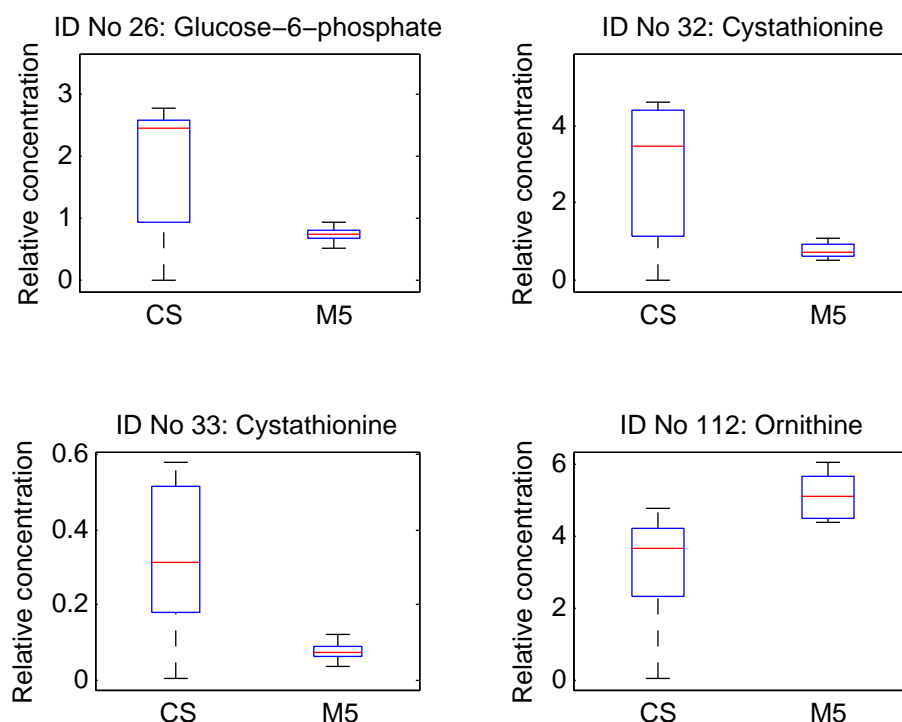 ID No 26: Glucose−6−phosphate
Relative concentration
3
2
1
0
CS M5
ID No 32: Cystathionine
Relative concentration
4
2
0
CS M5
ID No 33: Cystathionine
Relative concentration
0.6
0.4
0.2
0
CS M5
ID No 112: Ornithine
Relative concentration
6
4
2
0
CS M5